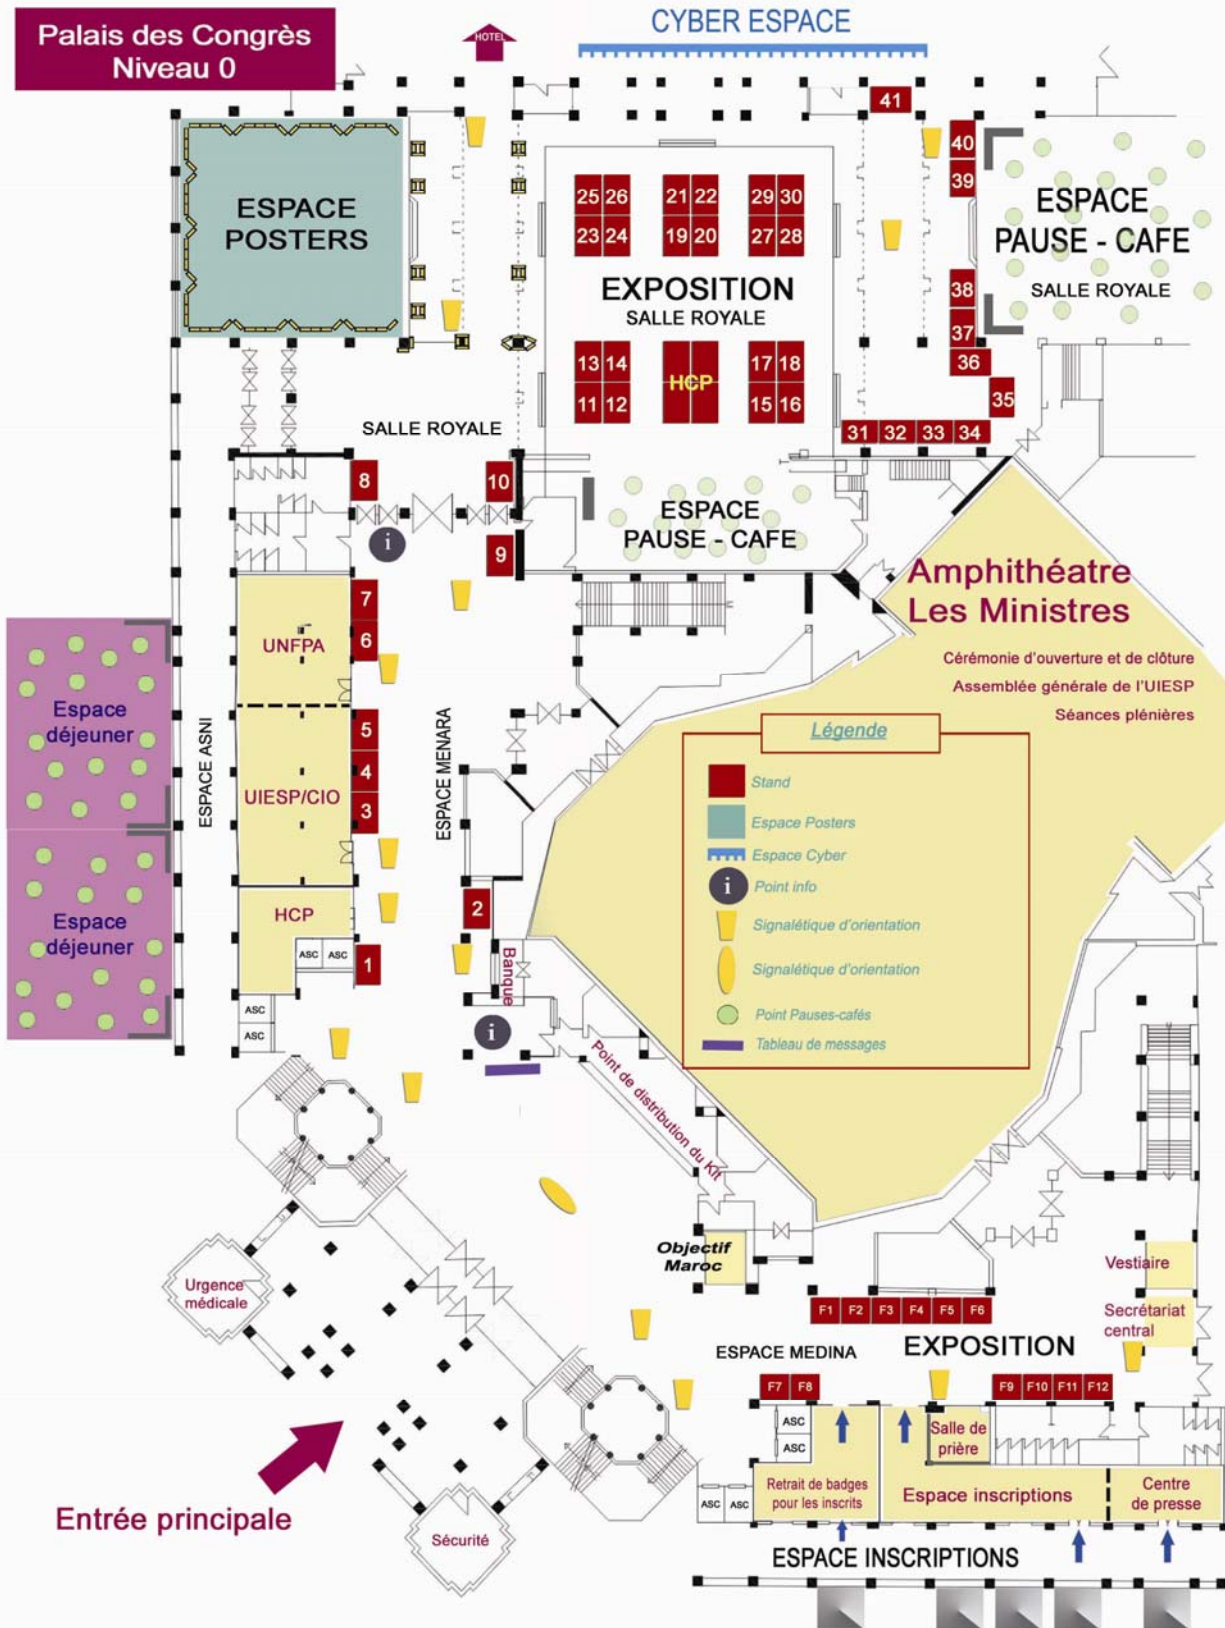 Palais des Congrès
Niveau 0
HOTEL
CYBER ESPACE
41
40
39
ESPACE
POSTERS
25 26
21 22
29 30
23 24
19 20
27 28
EXPOSITION
SALLE ROYALE
ESPACE
PAUSE - CAFE
SALLE ROYALE
38
37
36
35
13 14
17 18
HCP
11 12
15 16
31 32 33 34
SALLE ROYALE
8
10
i
9
ESPACE
PAUSE - CAFE
Amphithéatre
Les Ministres
Cérémonie d'ouverture et de clôture
Assemblée générale de l'UIESP
Séances plénières
7
6
UNFPA
Espace
déjeuner
ESPACE ASNI
5
4
3
UIESP/CIO
ESPACE MENARA
Légende
Stand
Espace Posters
Espace Cyber
i Point info
Signalétique d'orientation
Signalétique d'orientation
Point Pauses-cafés
Tableau de messages
Espace
déjeuner
HCP
ASC ASC
1
2
Banque
ASC
ASC
i
Point de distribution du Kit
Objectif
Maroc
Urgence
médicale
Vestiaire
Secrétariat
central
F1 F2 F3 F4 F5 F6
ESPACE MEDINA
EXPOSITION
F7 F8
F9 F10 F11 F12
ASC
ASC
Salle de
prière
Retrait de badges
pour les inscrits
Espace inscriptions
Centre
de presse
ASC ASC
Entrée principale
Sécurité
ESPACE INSCRIPTIONS